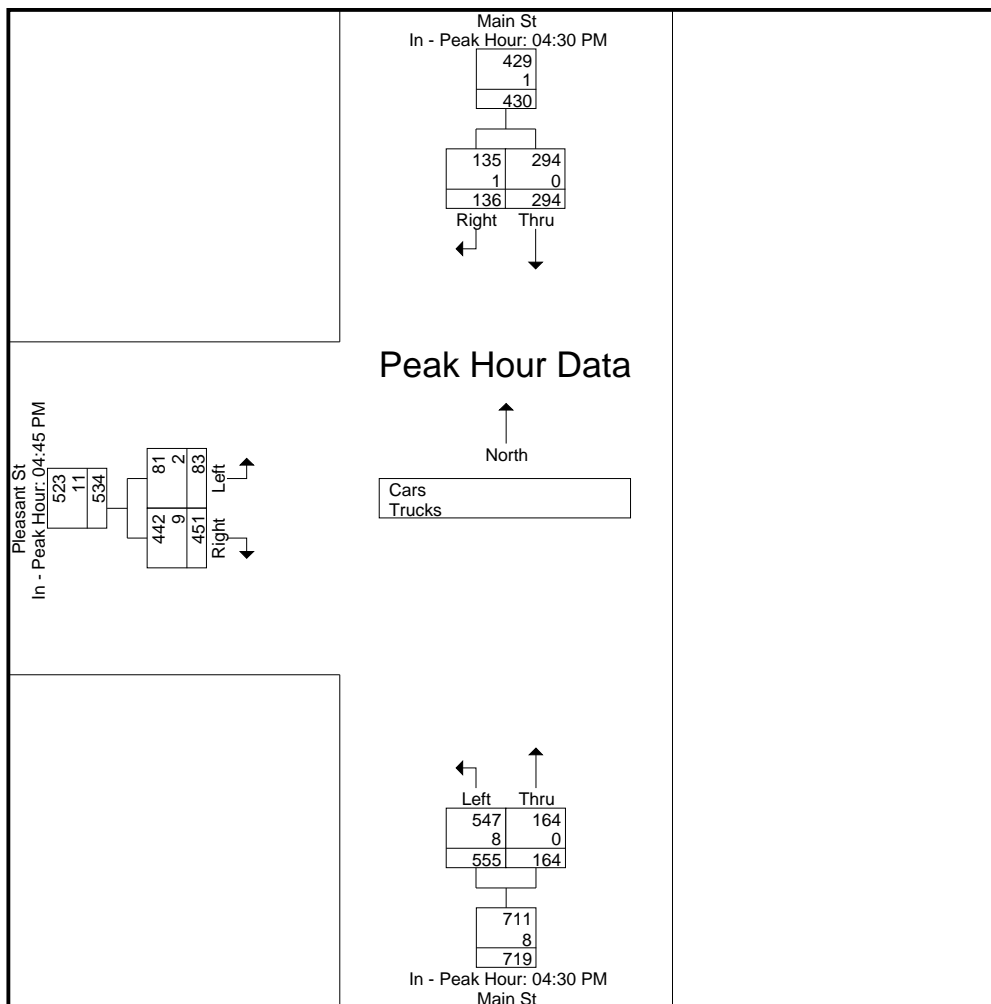 Main St
In - Peak Hour: 04:30 PM
429
1
430
135 294
1 0
136 294
Right Thru
Peak Hour Data
North
Cars
Trucks
Pleasant St
In - Peak Hour: 04:45 PM
523
11
534
81
2
83
Left
442
9
451
Right
Left Thru
547 164
8 0
555 164
711
8
719
In - Peak Hour: 04:30 PM
Main St